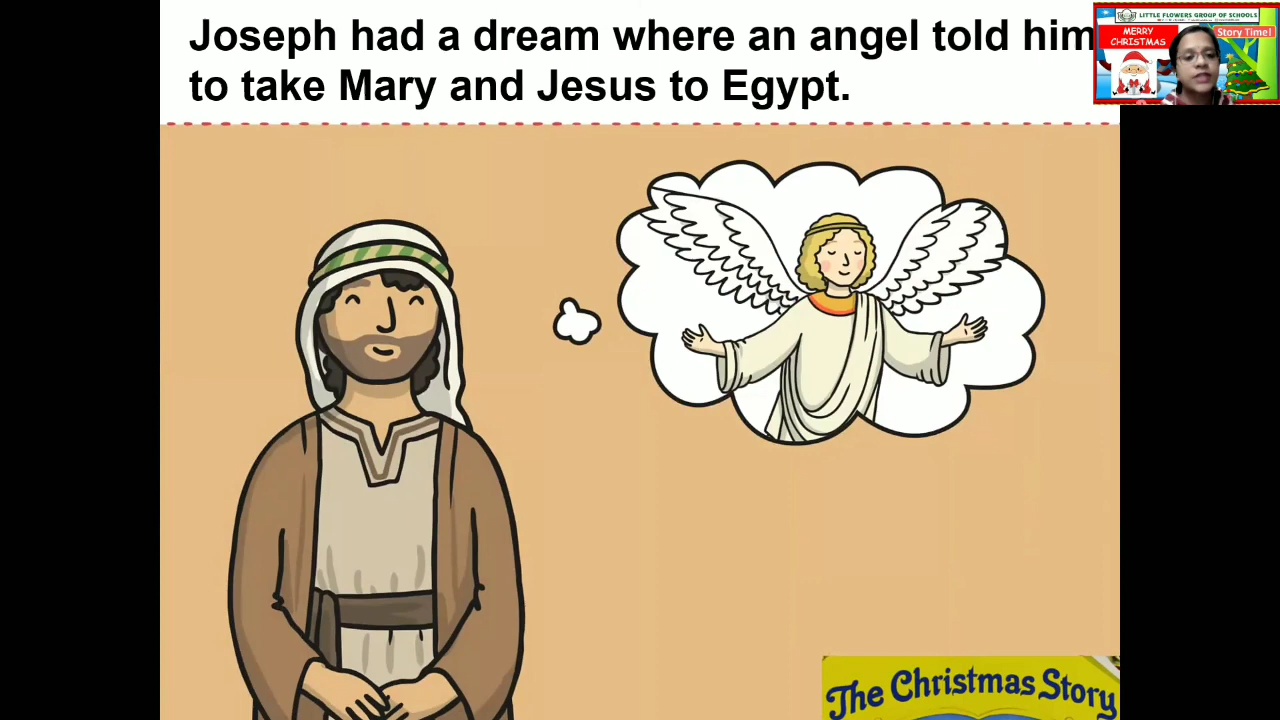 Joseph had a dream where an angel told him
to take Mary and Jesus to Egypt.
LITTLE FLOWERS GROUP OF SCHOOLS
MERRY
CHRISTMAS
Story Time!
The Christmas Story